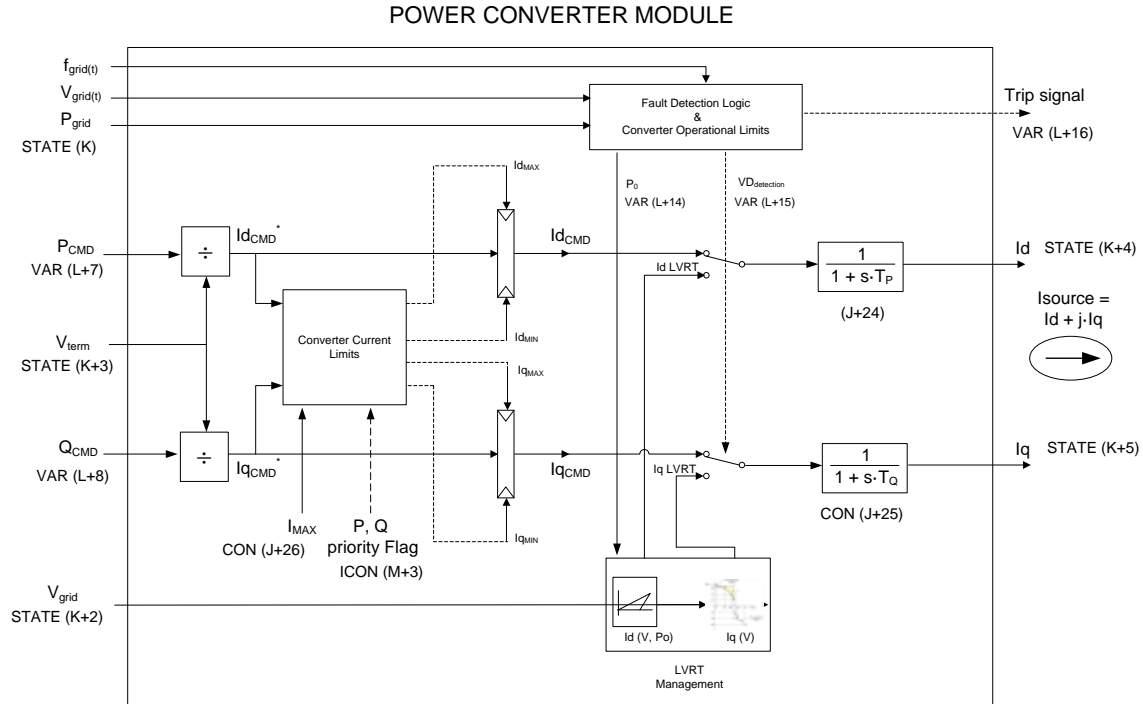 POWER CONVERTER MODULE
fgrid(t)
Vgrid(t)
Pgrid
STATE (K)
Fault Detection Logic
&
Converter Operational Limits
Trip signal
VAR (L+16)
IdMAX
P0
VAR (L+14)
VDdetection
VAR (L+15)
PCMD
VAR (L+7)
÷
IdCMD*
IdCMD
Id LVRT
1
1 + s·TP
(J+24)
Id
STATE (K+4)
Isource =
Id + j·Iq
Vterm
STATE (K+3)
Converter Current
Limits
IdMIN
IqMAX
QCMD
VAR (L+8)
÷
IqCMD*
IqCMD
Iq LVRT
1
1 + s·TQ
CON (J+25)
Iq
STATE (K+5)
IMAX
CON (J+26)
P, Q
priority Flag
ICON (M+3)
IqMIN
Vgrid
STATE (K+2)
Id (V, Po)
Iq (V)
LVRT
Management